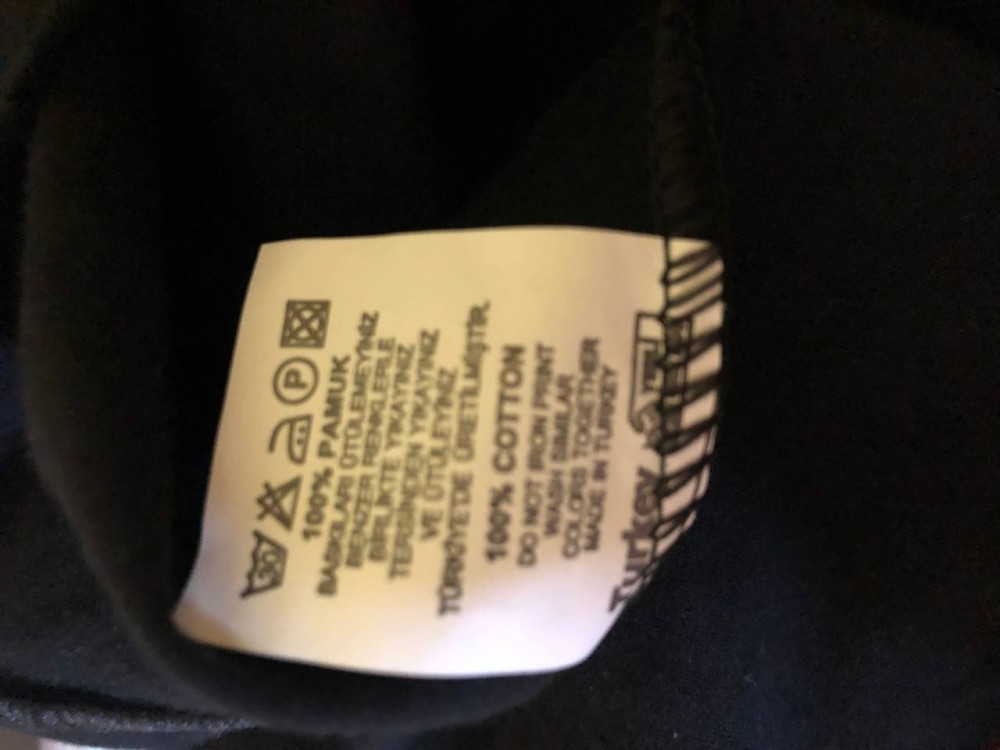 30
P
100% PAMUK
BASKILARI ÜTÜLEMEYİNİZ
BENZER RENKLERLE
BİRLİKTE YIKAYINIZ
TERSİNDEN YIKAYINIZ
VE ÜTÜLEYİNİZ
TÜRKİYE'DE ÜRETİLMİŞTİR.
100% COTTON
DO NOT IRON PRINT
WASH SIMILAR
COLORS TOGETHER
MADE IN TURKEY
Turkey